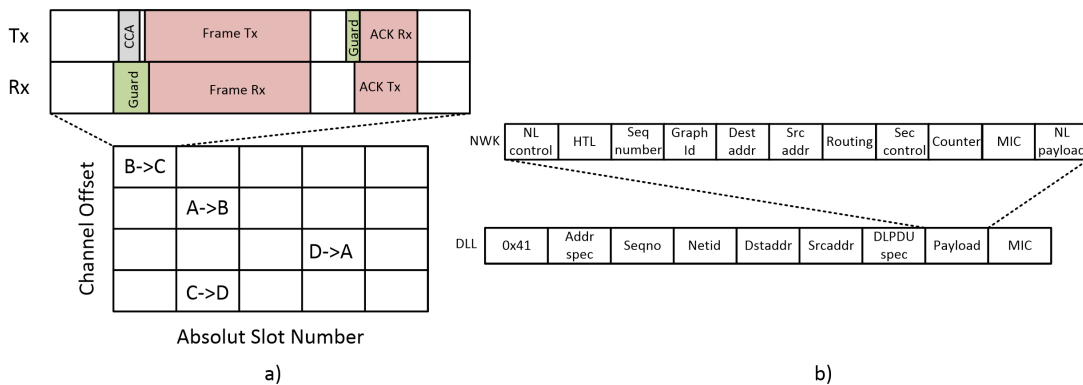 Tx
CCA
Frame Tx
Guard
ACK Rx
Rx
Guard
Frame Rx
ACK Tx
Channel Offset
B->C
A->B
D->A
C->D
Absolut Slot Number
a)
NWK
NL
control
HTL
Seq
number
Graph
Id
Dest
addr
Src
addr
Routing
Sec
control
Counter
MIC
NL
payload
DLL
0x41
Addr
spec
Seqno
Netid
Dstaddr
Srcaddr
DLPDU
spec
Payload
MIC
b)